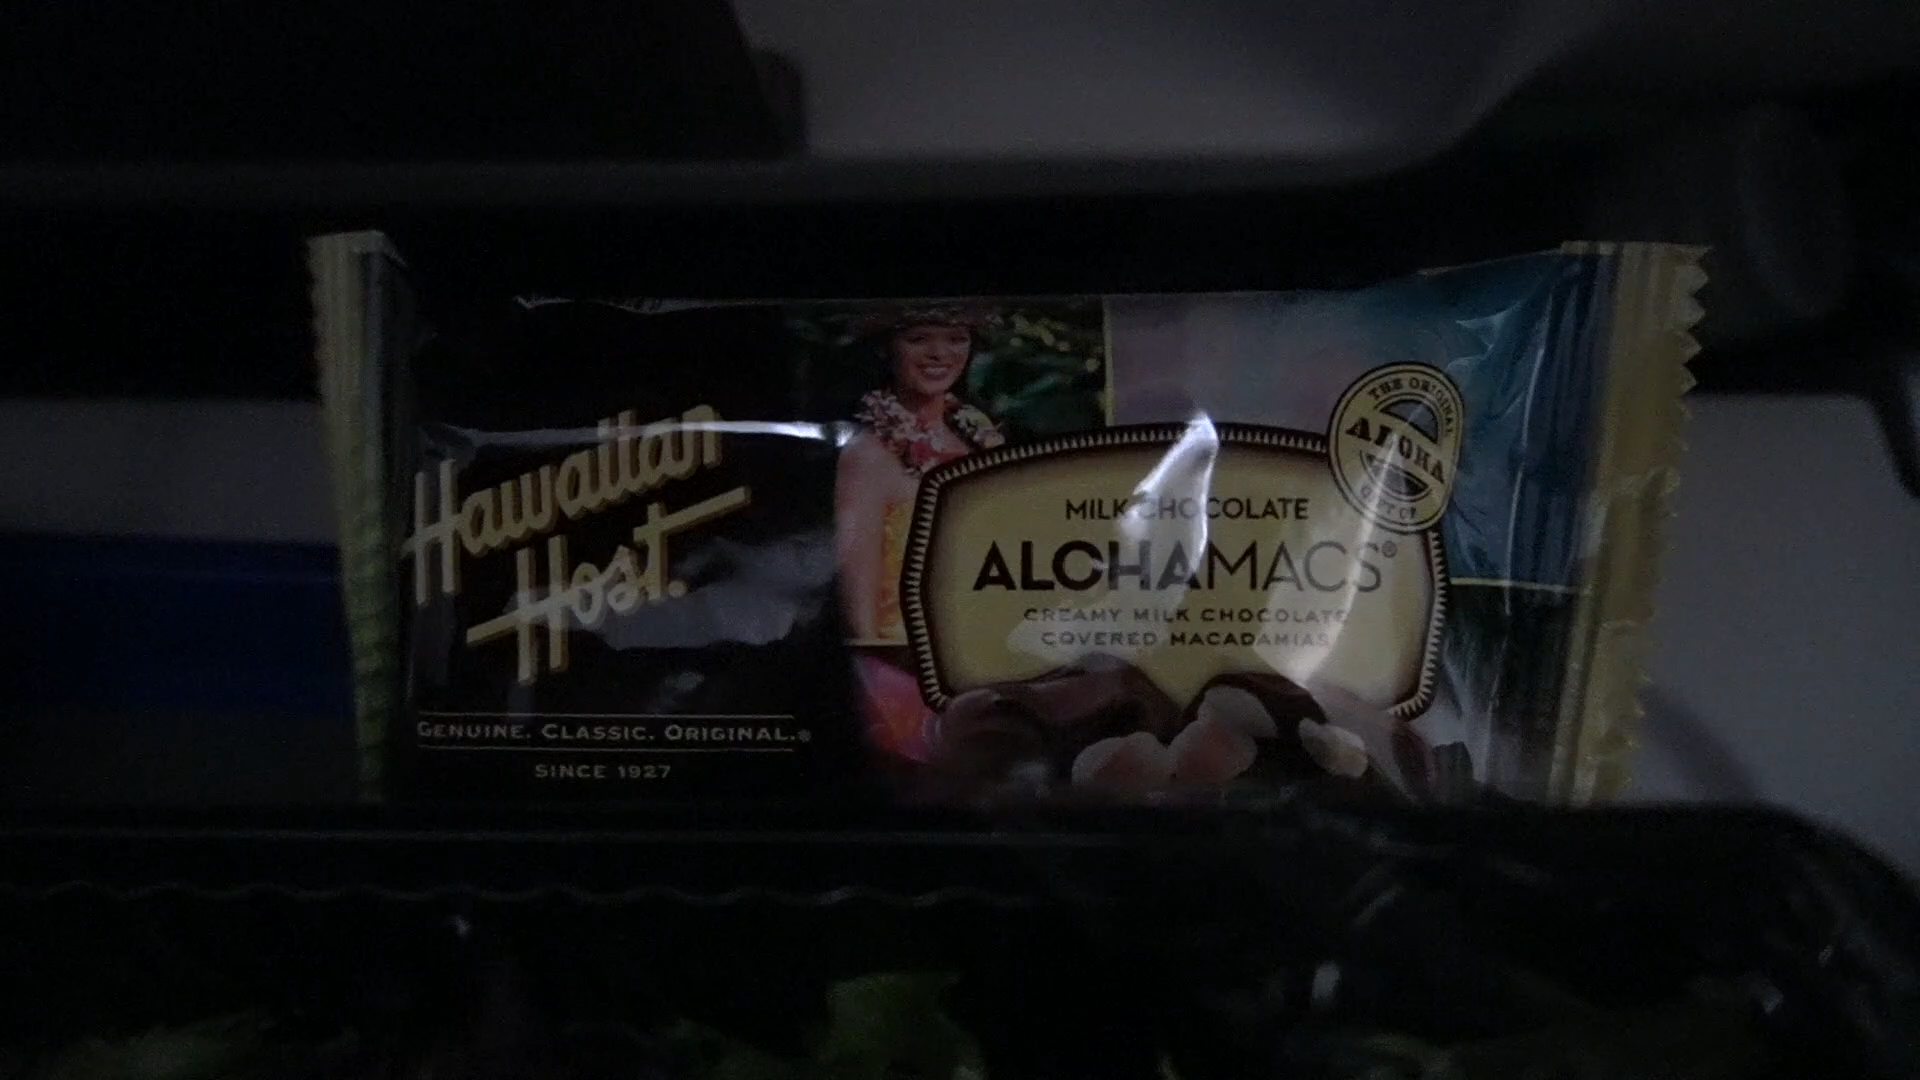 Hawaiian
Host.
GENUINE. CLASSIC. ORIGINAL.®
SINCE 1927
THE ORIGINAL
ALOHA
MILK CHOCOLATE
ALOHAMACS®
CREAMY MILK CHOCOLATE
COVERED MACADAMIAS